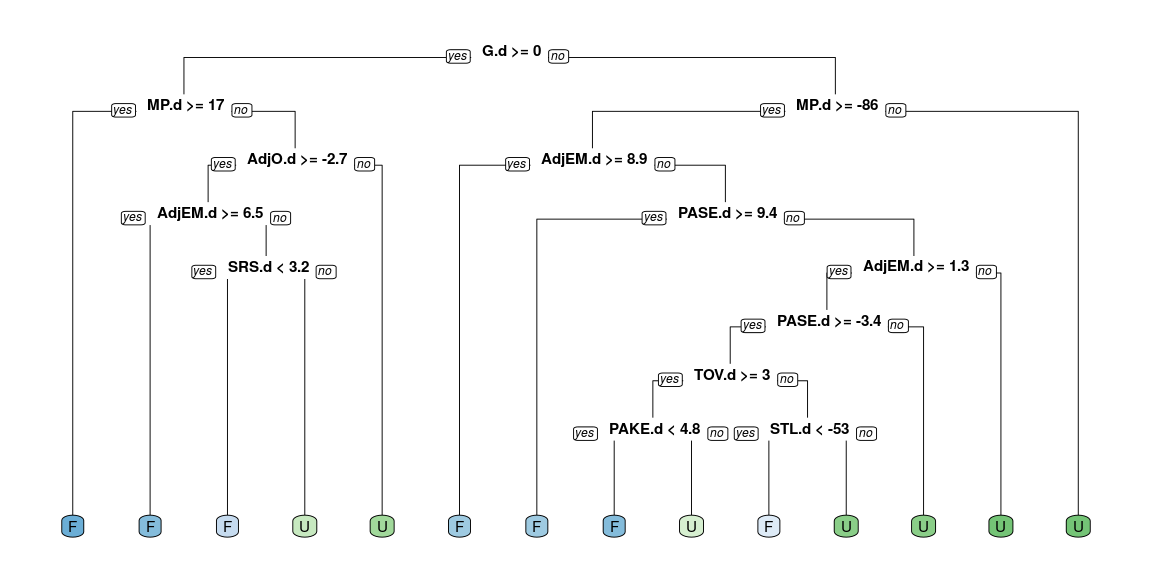 yes G.d >= 0 no
yes MP.d >= 17 no
yes MP.d >= -86 no
yes AdjO.d >= -2.7 no
yes AdjEM.d >= 8.9 no
yes AdjEM.d >= 6.5 no
yes PASE.d >= 9.4 no
yes SRS.d < 3.2 no
yes AdjEM.d >= 1.3 no
yes PASE.d >= -3.4 no
yes TOV.d >= 3 no
yes PAKE.d < 4.8 no
yes STL.d < -53 no
F F F U U F F F U F U U U U